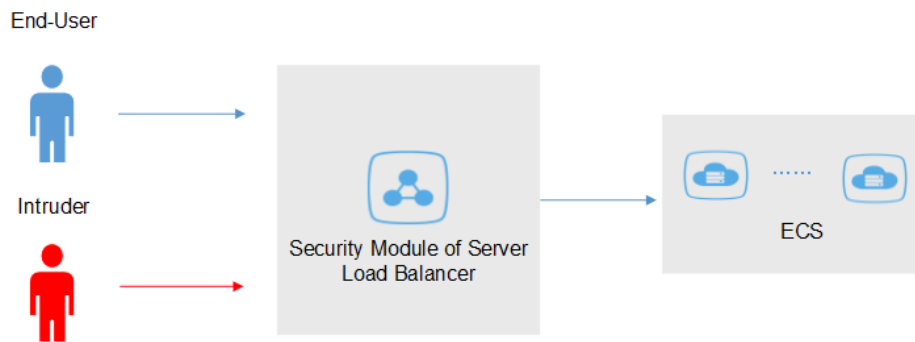 End-User
Intruder
Security Module of Server
Load Balancer
......
ECS